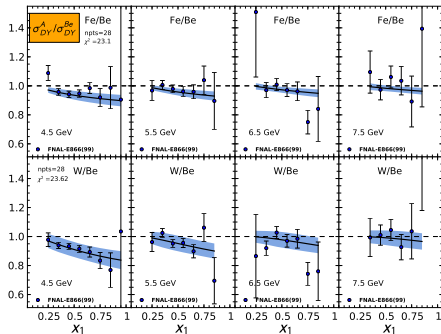 σ^A_DY/σ^Be_DY
Fe/Be Fe/Be Fe/Be Fe/Be
npts=28
χ² =23.1
1.4
1.2
1.0
0.8
0.6
4.5 GeV 5.5 GeV 6.5 GeV 7.5 GeV
FNAL-E866(99) FNAL-E866(99) FNAL-E866(99) FNAL-E866(99)
npts=28
χ² =23.62
W/Be W/Be W/Be W/Be
1.4
1.2
1.0
0.8
0.6
4.5 GeV 5.5 GeV 6.5 GeV 7.5 GeV
FNAL-E866(99) FNAL-E866(99) FNAL-E866(99) FNAL-E866(99)
0.25 0.5 0.75 1 0.25 0.5 0.75 1 0.25 0.5 0.75 1 0.25 0.5 0.75 1
x₁ x₁ x₁ x₁